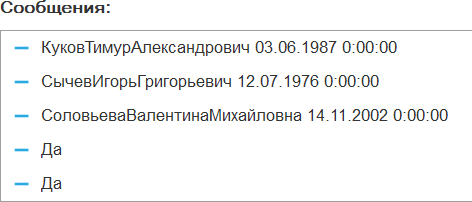 Сообщения:
КуковТимурАлександрович 03.06.1987 0:00:00
СычевИгорьГригорьевич 12.07.1976 0:00:00
СоловьеваВалентинаМихайловна 14.11.2002 0:00:00
Да
Да